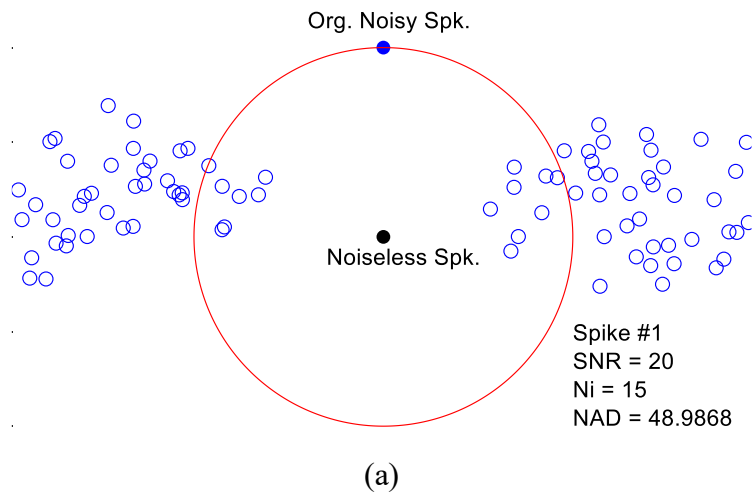 Org. Noisy Spk.
Noiseless Spk.
Spike #1
SNR = 20
Ni = 15
NAD = 48.9868
(a)